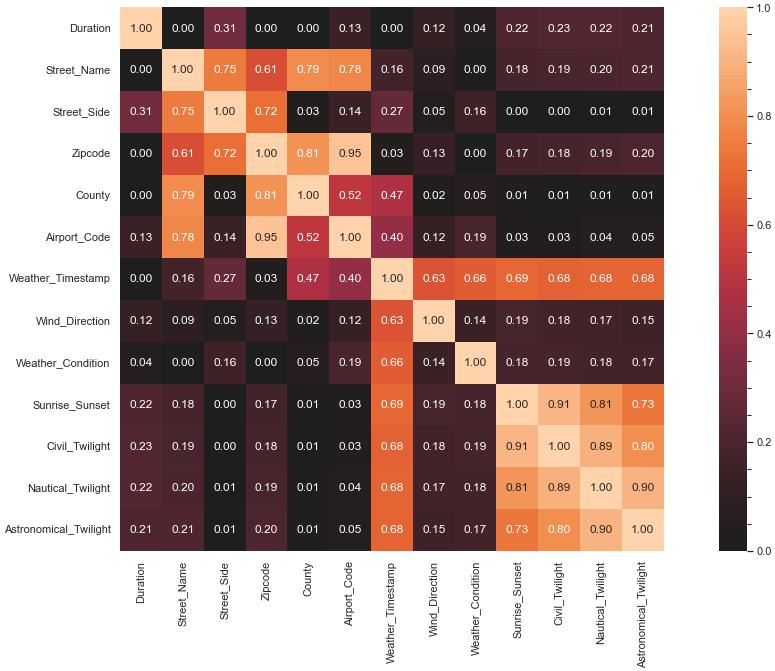 Duration 1.00 0.00 0.31 0.00 0.00 0.13 0.00 0.12 0.04 0.22 0.23 0.22 0.21
Street_Name 0.00 1.00 0.75 0.61 0.79 0.78 0.16 0.09 0.00 0.18 0.19 0.20 0.21
Street_Side 0.31 0.75 1.00 0.72 0.03 0.14 0.27 0.05 0.16 0.00 0.00 0.01 0.01
Zipcode 0.00 0.61 0.72 1.00 0.81 0.95 0.03 0.13 0.00 0.17 0.18 0.19 0.20
County 0.00 0.79 0.03 0.81 1.00 0.52 0.47 0.02 0.05 0.01 0.01 0.01 0.01
Airport_Code 0.13 0.78 0.14 0.95 0.52 1.00 0.40 0.12 0.19 0.03 0.03 0.04 0.05
Weather_Timestamp 0.00 0.16 0.27 0.03 0.47 0.40 1.00 0.63 0.66 0.69 0.68 0.68 0.68
Wind_Direction 0.12 0.09 0.05 0.13 0.02 0.12 0.63 1.00 0.14 0.19 0.18 0.17 0.15
Weather_Condition 0.04 0.00 0.16 0.00 0.05 0.19 0.66 0.14 1.00 0.18 0.19 0.18 0.17
Sunrise_Sunset 0.22 0.18 0.00 0.17 0.01 0.03 0.69 0.19 0.18 1.00 0.91 0.81 0.73
Civil_Twilight 0.23 0.19 0.00 0.18 0.01 0.03 0.68 0.18 0.19 0.91 1.00 0.89 0.80
Nautical_Twilight 0.22 0.20 0.01 0.19 0.01 0.04 0.68 0.17 0.18 0.81 0.89 1.00 0.90
Astronomical_Twilight 0.21 0.21 0.01 0.20 0.01 0.05 0.68 0.15 0.17 0.73 0.80 0.90 1.00
Duration
Street_Name
Street_Side
Zipcode
County
Airport_Code
Weather_Timestamp
Wind_Direction
Weather_Condition
Sunrise_Sunset
Civil_Twilight
Nautical_Twilight
Astronomical_Twilight
1.0
0.8
0.6
0.4
0.2
0.0